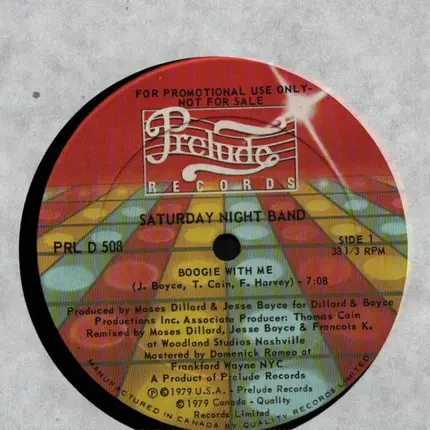 FOR PROMOTIONAL USE ONLY-
NOT FOR SALE
Prelude
RECORDS
SATURDAY NIGHT BAND
PRL D 508
SIDE 1
33 1/3 RPM
BOOGIE WITH ME
(J. Boyce, T. Cain, F. Harvey) - 7:08
Produced by Moses Dillard & Jesse Boyce for Dillard & Boyce
Productions Inc. Associate Producer: Thomas Cain
Remixed by Moses Dillard, Jesse Boyce & Francois K.
at Woodland Studios Nashville
Mastered by Domenick Romeo at
Frankford Wayne NYC
A Product of Prelude Records
Ⓟ©1979 U.S.A. - Prelude Records
Ⓟ©1979 Canada - Quality
Records Limited
MANUFACTURED IN CANADA BY QUALITY RECORDS LIMITED